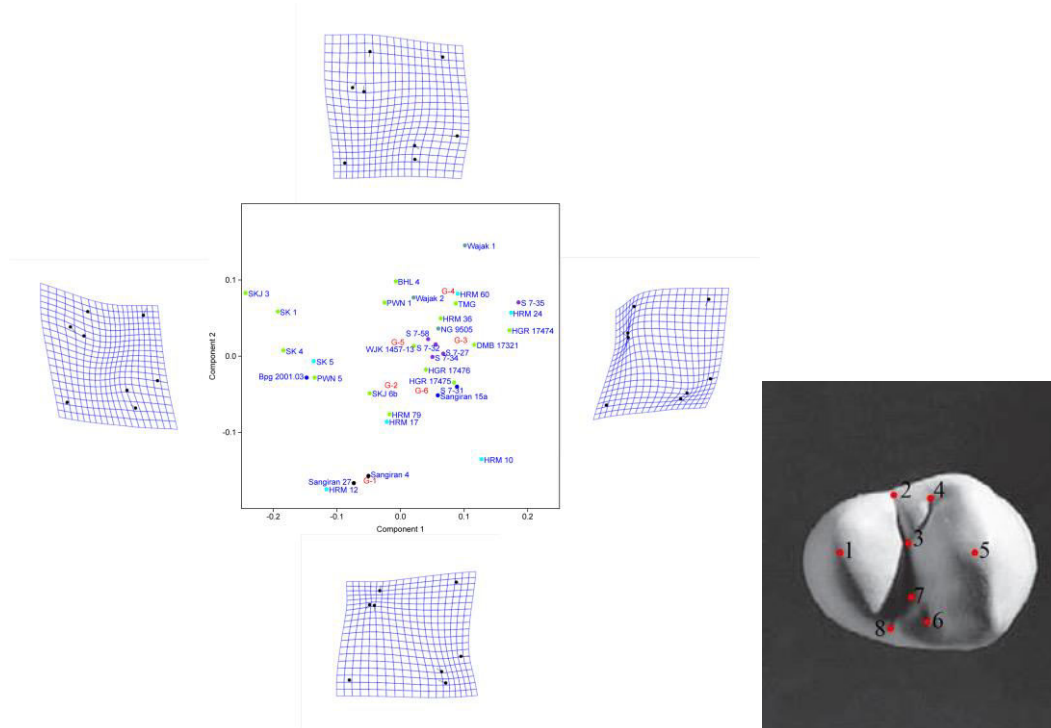 Component 2
0.1
0.0
-0.1
Wajak 1
BHL 4
SKJ 3
G-4
HRM 60
Wajak 2
PWN 1
TMG
S 7-35
SK 1
HRM 24
HRM 36
NG 9505
HGR 17474
S 7-58
G-5
G-3
WJK 1457-13
S 7-32
DMB 17321
SK 4
S 7-27
S 7-34
SK 5
HGR 17476
Bpg 2001.03
PWN 5
G-2
HGR 17475
SKJ 6b
G-6
S 7-31
Sangiran 15a
HRM 79
HRM 17
HRM 10
Sangiran 4
Sangiran 27
G-1
HRM 12
-0.2
-0.1
0.0
0.1
0.2
Component 1
2
4
3
1
5
7
6
8